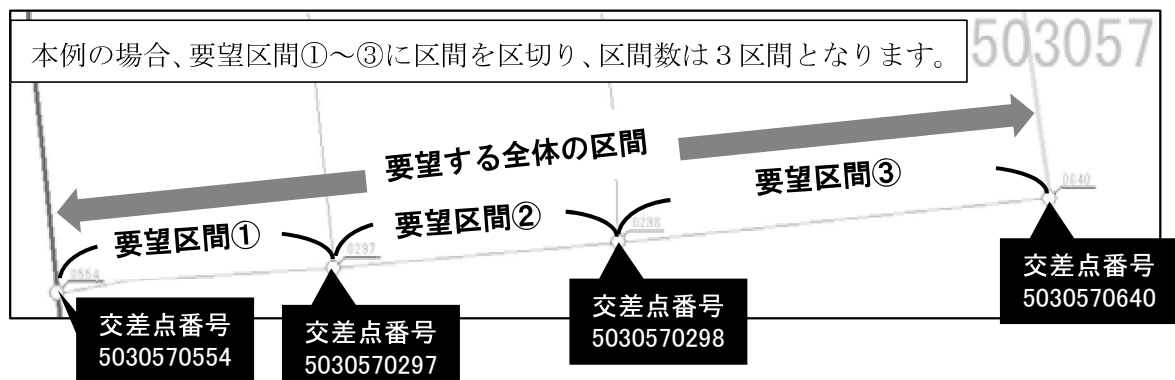 本例の場合、要望区間①～③に区間を区切り、区間数は３区間となります。
503057
要望する全体の区間
要望区間①
要望区間②
要望区間③
0554
0297
0298
0640
交差点番号
5030570554
交差点番号
5030570297
交差点番号
5030570298
交差点番号
5030570640